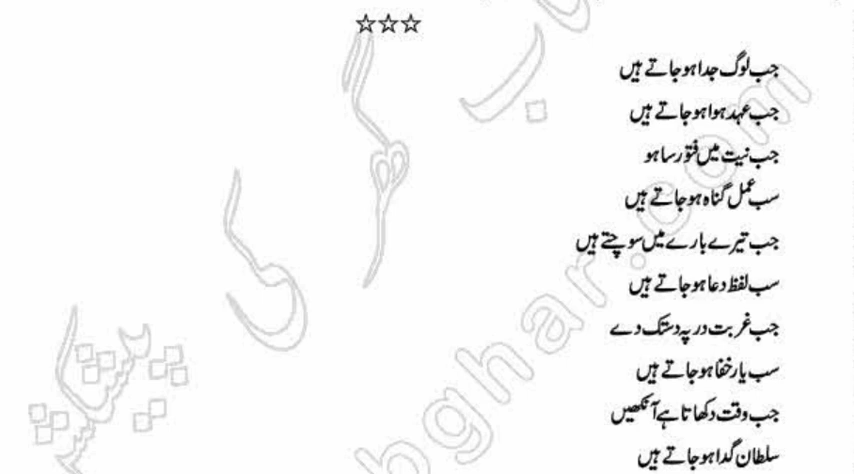 ☆☆☆
جب لوگ جدا ہو جاتے ہیں
جب عہد ہوا ہو جاتے ہیں
جب نیت میں فتور سا ہو
سب عمل گناہ ہو جاتے ہیں
جب تیرے بارے میں سوچتے ہیں
سب لفظ دعا ہو جاتے ہیں
جب غربت در پہ دستک دے
سب یار خفا ہو جاتے ہیں
جب وقت دکھاتا ہے آنکھیں
سلطان گدا ہو جاتے ہیں
کی
bghar.com